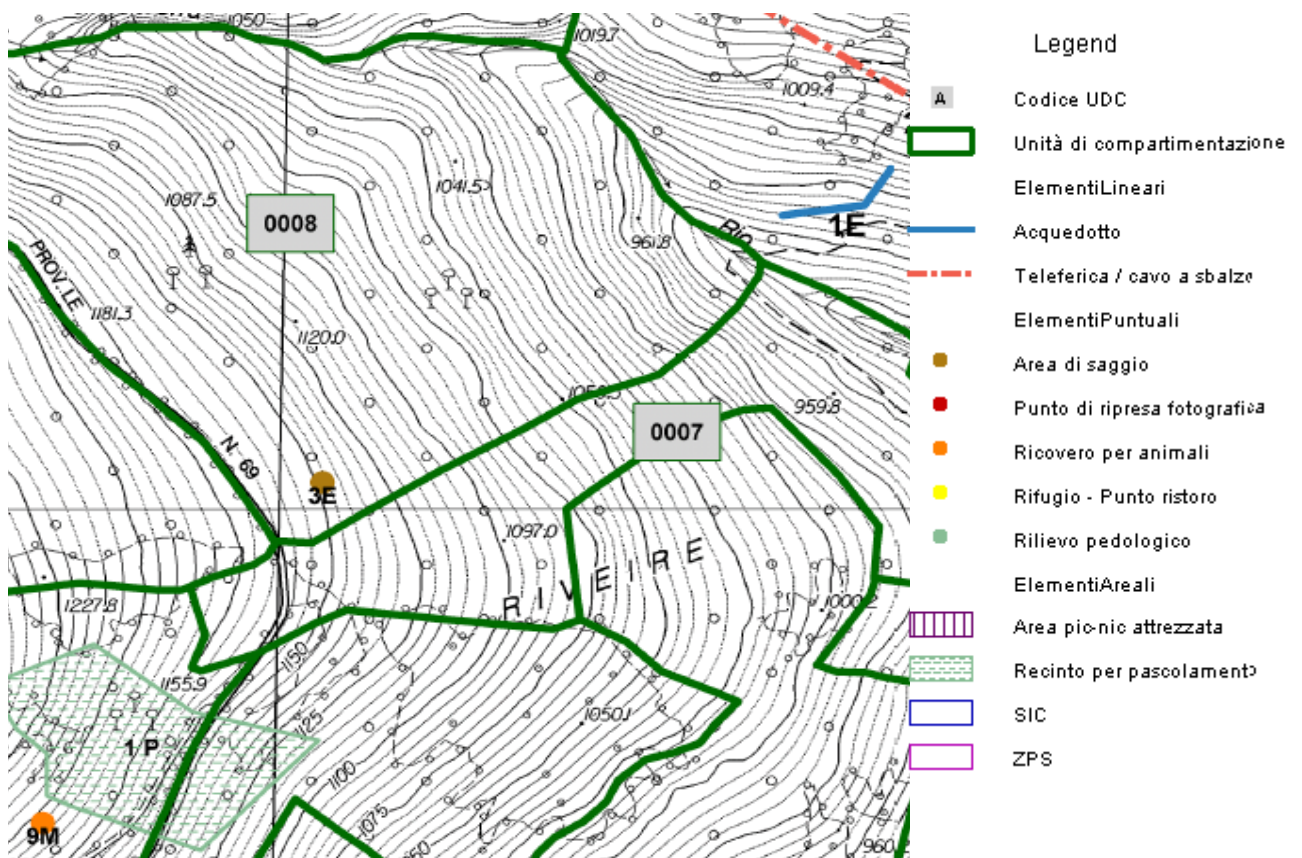 1050
1019.7
1009.4
1087.5
1041.5
0008
961.8
1E
RIO
PROV.LE
1181.3
1120.0
959.8
0007
N. 69
3E
1097.0
RIVEIRE
1000.2
1227.8
1150
1155.9
1050.1
1 P
1125
1100
1075
9M
960
Legend
A
Codice UDC
Unità di compartimentazione
ElementiLineari
Acquedotto
Teleferica / cavo a sbalzo
ElementiPuntuali
Area di saggio
Punto di ripresa fotografica
Ricovero per animali
Rifugio - Punto ristoro
Rilievo pedologico
ElementiAreali
Area pic-nic attrezzata
Recinto per pascolamento
SIC
ZPS